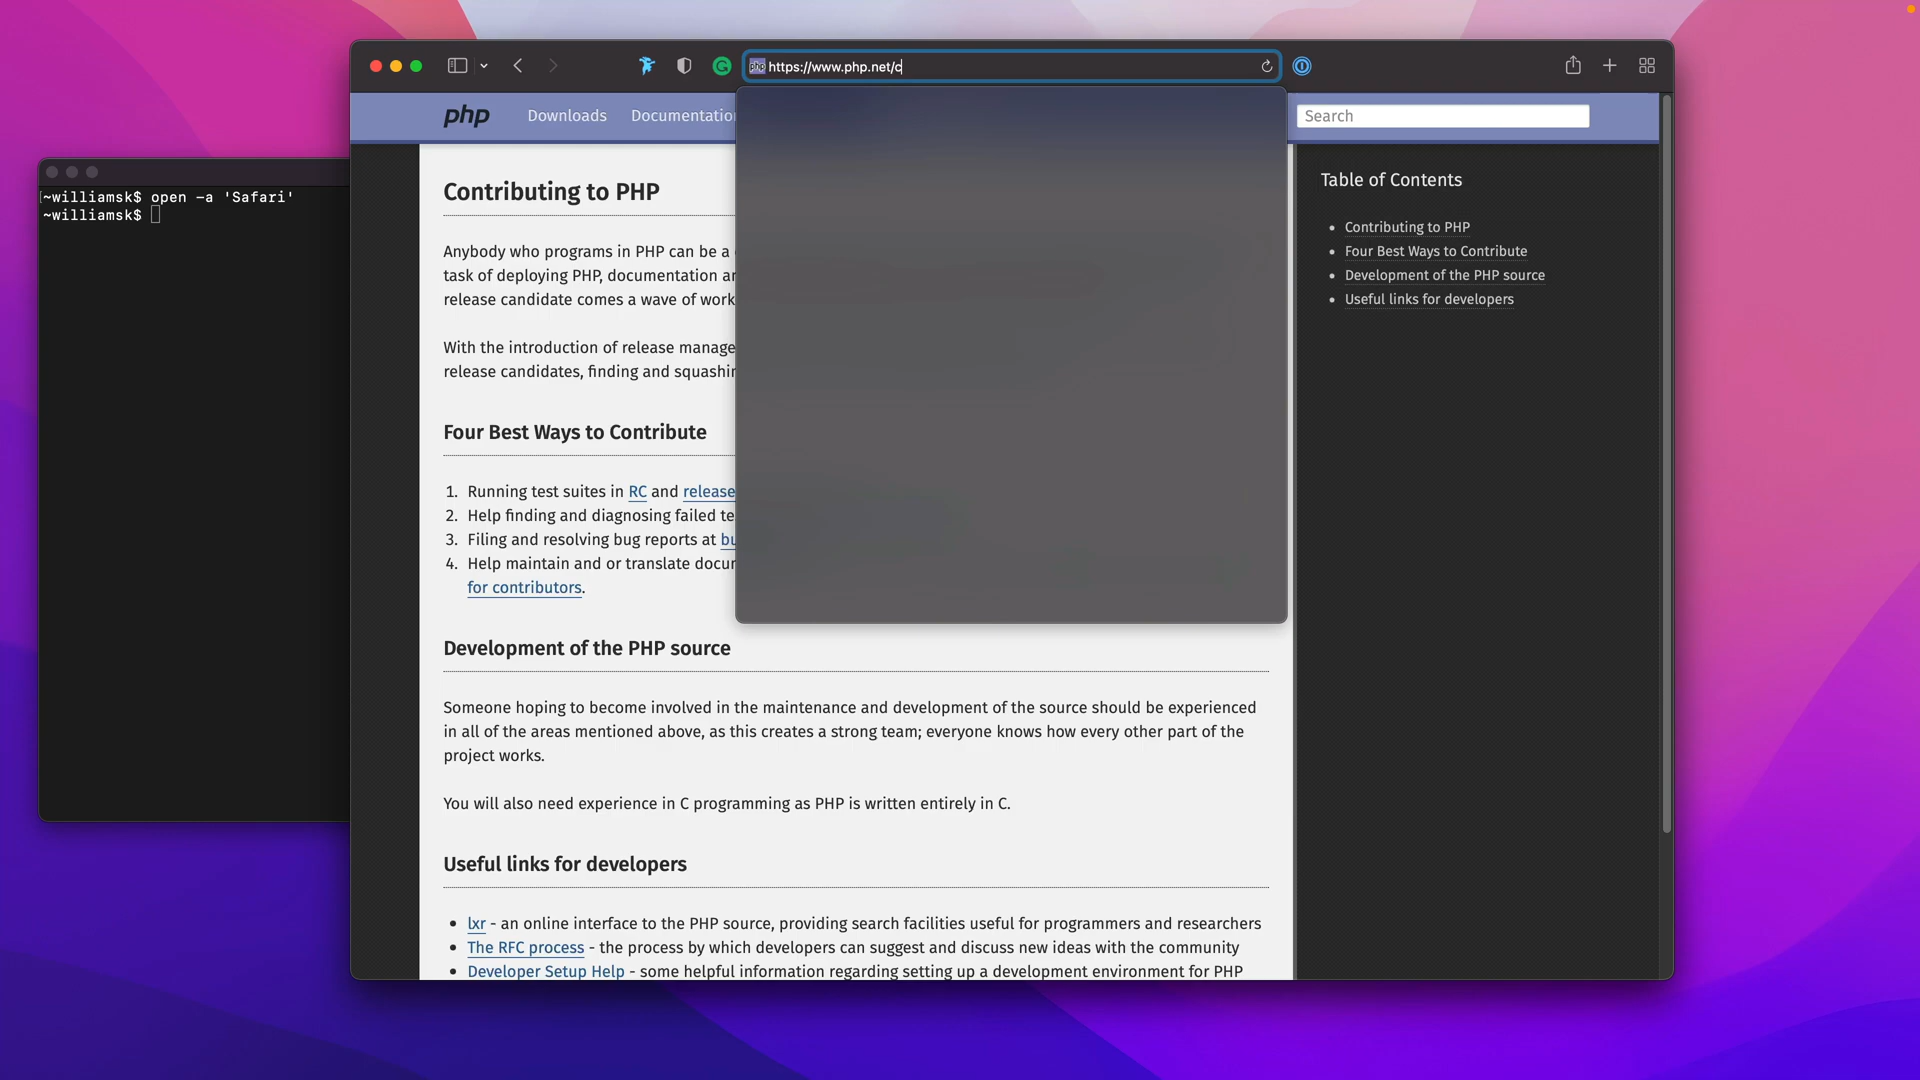 php https://www.php.net/c
php Downloads Documentation
Search
[~williamsk$ open -a 'Safari'
~williamsk$
Contributing to PHP
Anybody who programs in PHP can be a
task of deploying PHP, documentation
release candidate comes a wave of work
With the introduction of release
release candidates, finding and
Four Best Ways to Contribute
1. Running test suites in RC and release
2. Help finding and diagnosing failed
3. Filing and resolving bug reports at
4. Help maintain and or translate
for contributors.
Development of the PHP source
Someone hoping to become involved in the maintenance and development of the source should be experienced
in all of the areas mentioned above, as this creates a strong team; everyone knows how every other part of the
project works.
You will also need experience in C programming as PHP is written entirely in C.
Useful links for developers
• lxr - an online interface to the PHP source, providing search facilities useful for programmers and researchers
• The RFC process - the process by which developers can suggest and discuss new ideas with the community
• Developer Setup Help - some helpful information regarding setting up a development environment for PHP
Table of Contents
• Contributing to PHP
• Four Best Ways to Contribute
• Development of the PHP source
• Useful links for developers